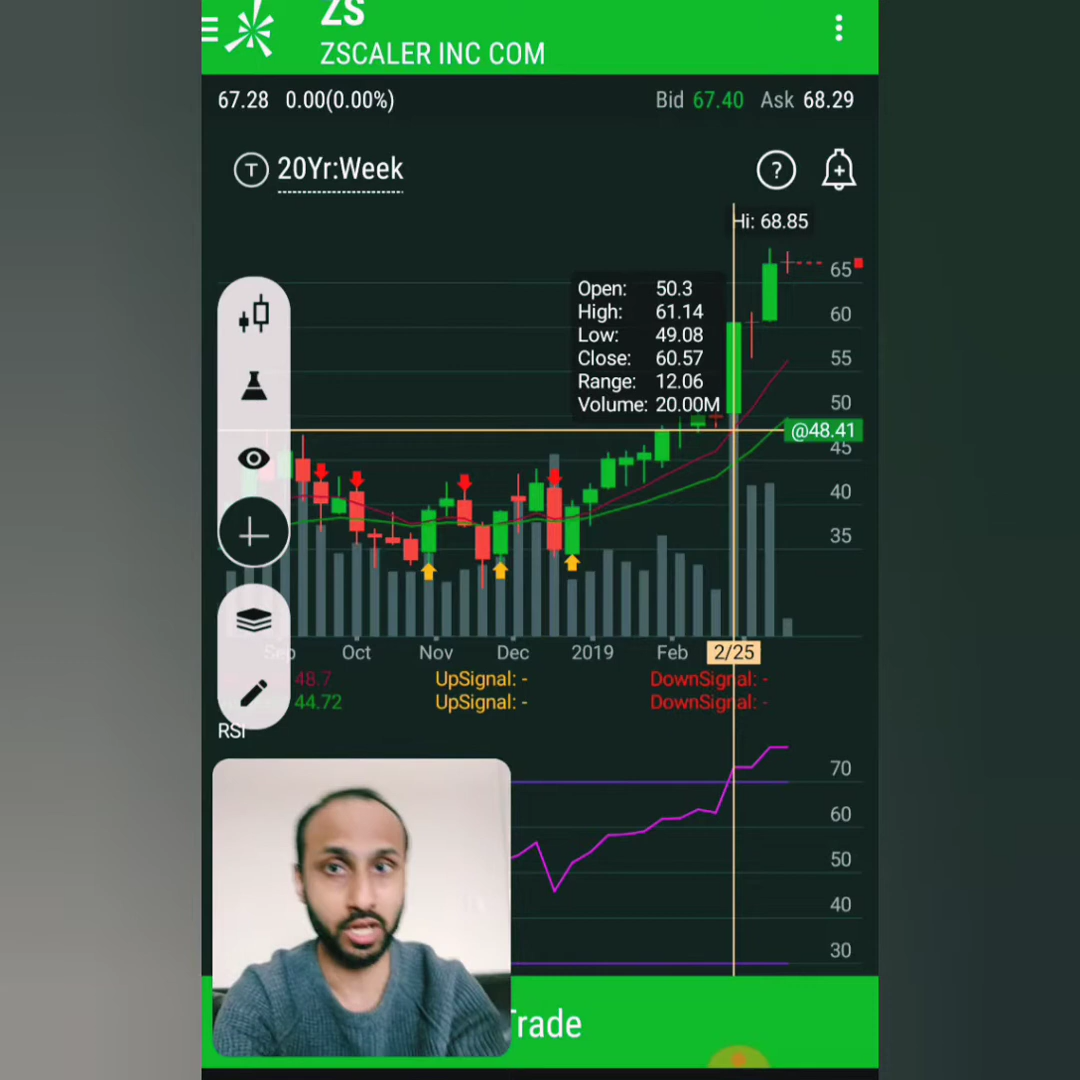 ZS
ZSCALER INC COM
67.28 0.00(0.00%) Bid 67.40 Ask 68.29
T 20Yr:Week ?
Hi: 68.85
Open: 50.3
High: 61.14
Low: 49.08
Close: 60.57
Range: 12.06
Volume: 20.00M
65
60
55
50
@48.41
45
40
35
Sep Oct Nov Dec 2019 Feb 2/25
48.7 UpSignal: - DownSignal: -
44.72 UpSignal: - DownSignal: -
RSI
70
60
50
40
30
Trade